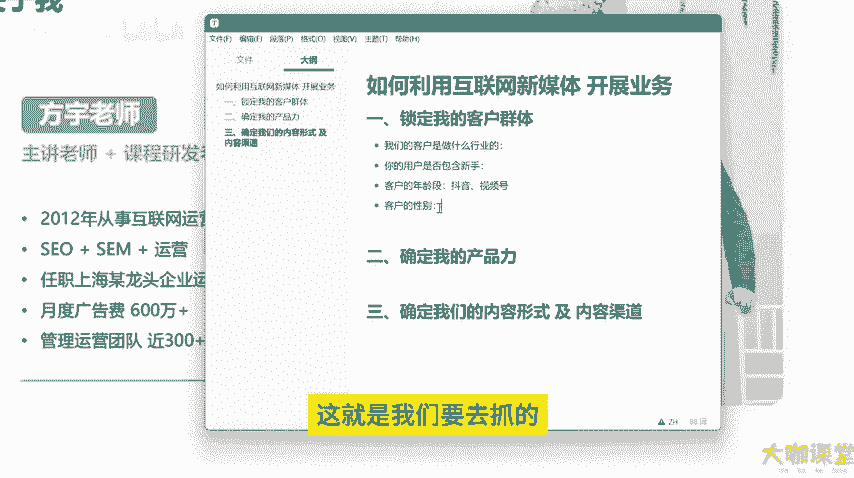 于我
方宇老师
主讲老师 + 课程研发
2012年从事互联网运营
SEO + SEM + 运营
任职上海某龙头企业运
月度广告费 600万+
管理运营团队 近300+
文件(F) 编辑(E) 段落(P) 格式(O) 视图(V) 主题(T) 帮助(H)
文件 大纲
如何利用互联网新媒体 开展业务
一、锁定我的客户群体
二、确定我的产品力
三、确定我们的内容形式 及
内容渠道
如何利用互联网新媒体 开展业务
一、锁定我的客户群体
我们的客户是做什么行业的：
你的用户是否包含新手：
客户的年龄段：抖音、视频号
客户的性别：
二、确定我的产品力
三、确定我们的内容形式 及 内容渠道
ZH 98 词
这就是我们要去抓的
大咖课堂